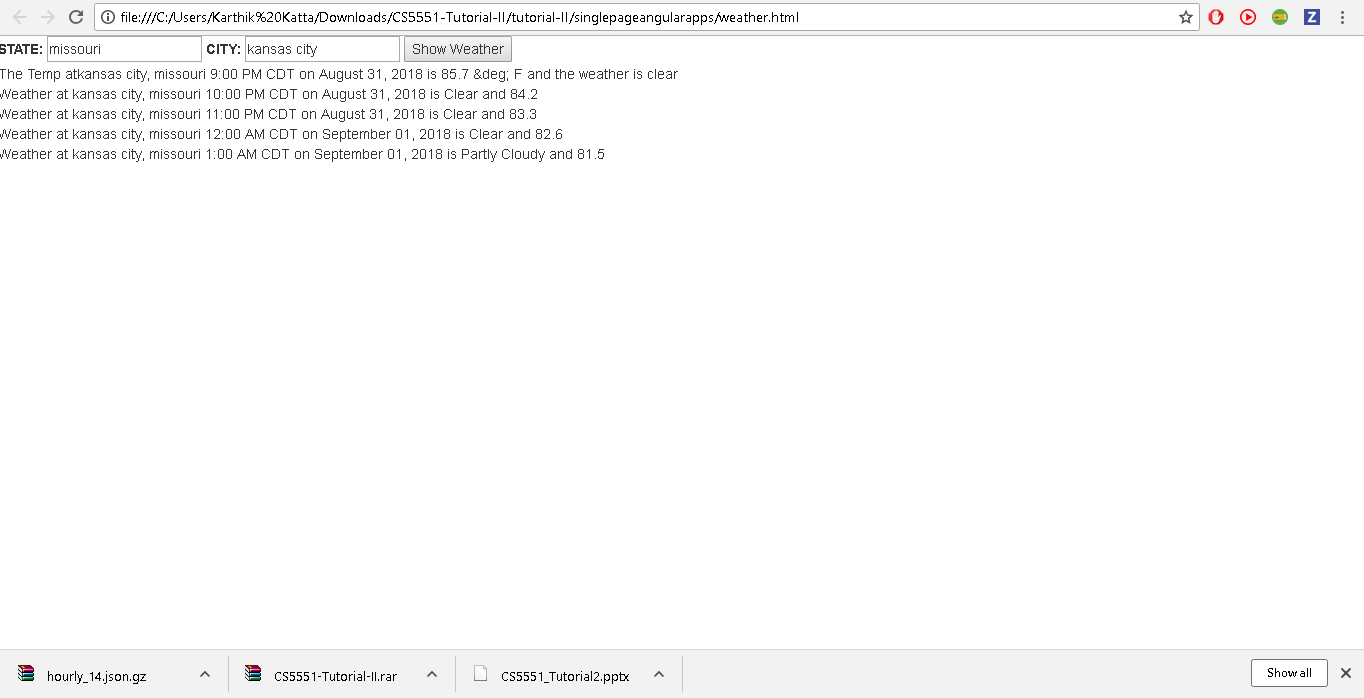 file:///C:/Users/Karthik%20Katta/Downloads/CS5551-Tutorial-II/tutorial-II/singlepageangularapps/weather.html
Z
STATE: missouri CITY: kansas city Show Weather
The Temp atkansas city, missouri 9:00 PM CDT on August 31, 2018 is 85.7 &deg; F and the weather is clear
Weather at kansas city, missouri 10:00 PM CDT on August 31, 2018 is Clear and 84.2
Weather at kansas city, missouri 11:00 PM CDT on August 31, 2018 is Clear and 83.3
Weather at kansas city, missouri 12:00 AM CDT on September 01, 2018 is Clear and 82.6
Weather at kansas city, missouri 1:00 AM CDT on September 01, 2018 is Partly Cloudy and 81.5
hourly_14.json.gz CS5551-Tutorial-II.rar CS5551_Tutorial2.pptx Show all